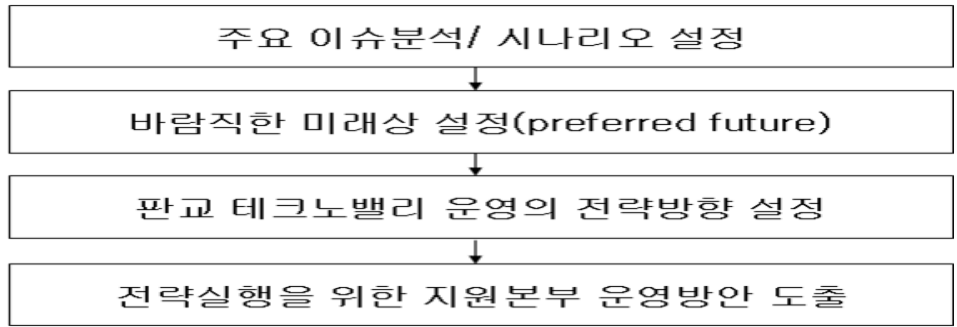 주요 이슈분석/ 시나리오 설정
바람직한 미래상 설정(preferred future)
판교 테크노밸리 운영의 전략방향 설정
전략실행을 위한 지원본부 운영방안 도출